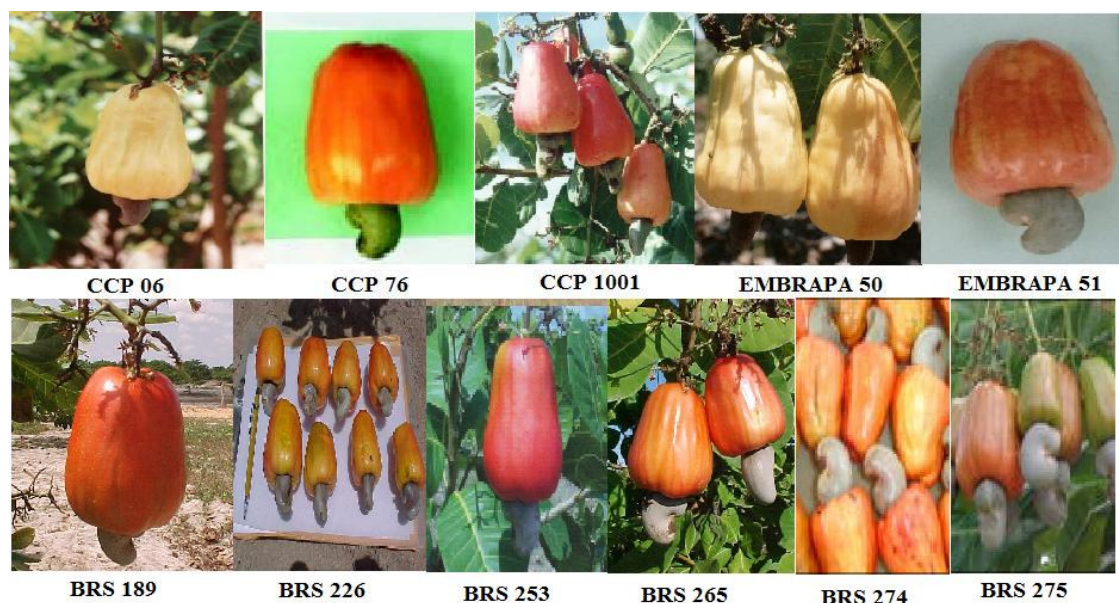 CCP 06
CCP 76
CCP 1001
EMBRAPA 50
EMBRAPA 51
BRS 189
BRS 226
BRS 253
BRS 265
BRS 274
BRS 275